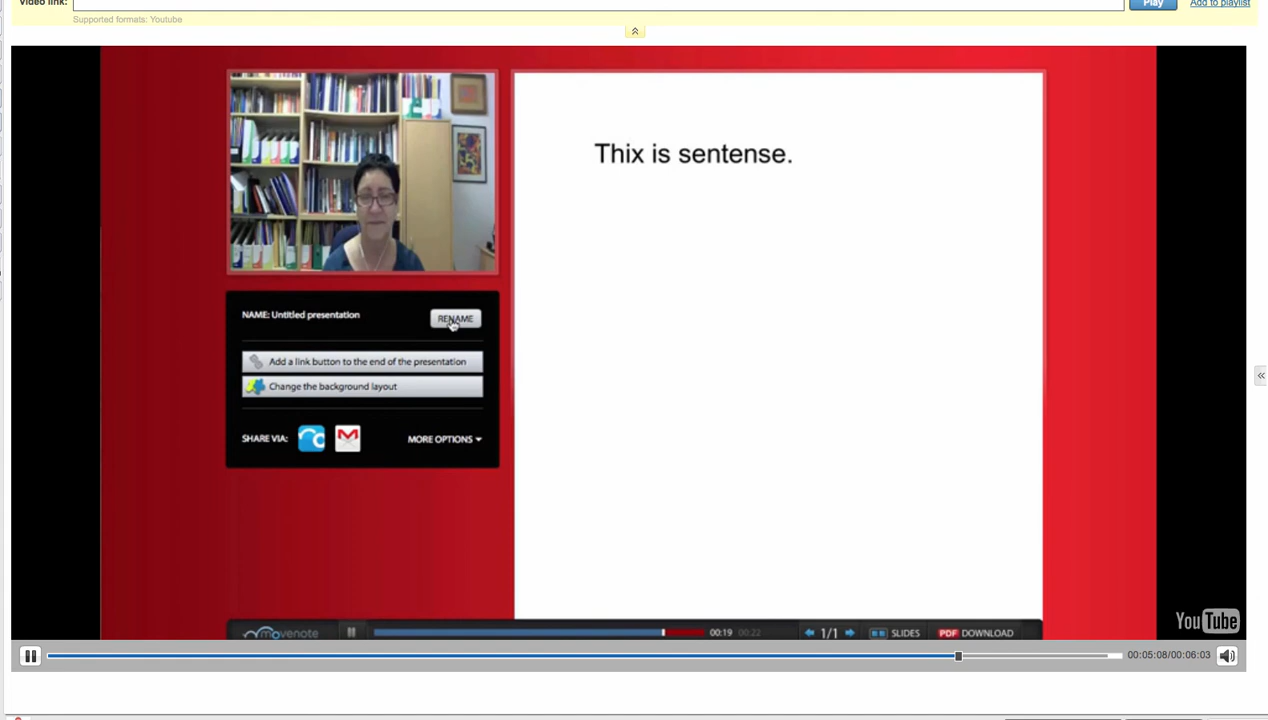 Video link:
Play
Add to playlist
Supported formats: Youtube
Thix is sentense.
NAME: Untitled presentation
RENAME
Add a link button to the end of the presentation
Change the background layout
SHARE VIA:
MORE OPTIONS
movenote
00:19 00:22
1/1
SLIDES
PDF DOWNLOAD
YouTube
00:05:08/00:06:03